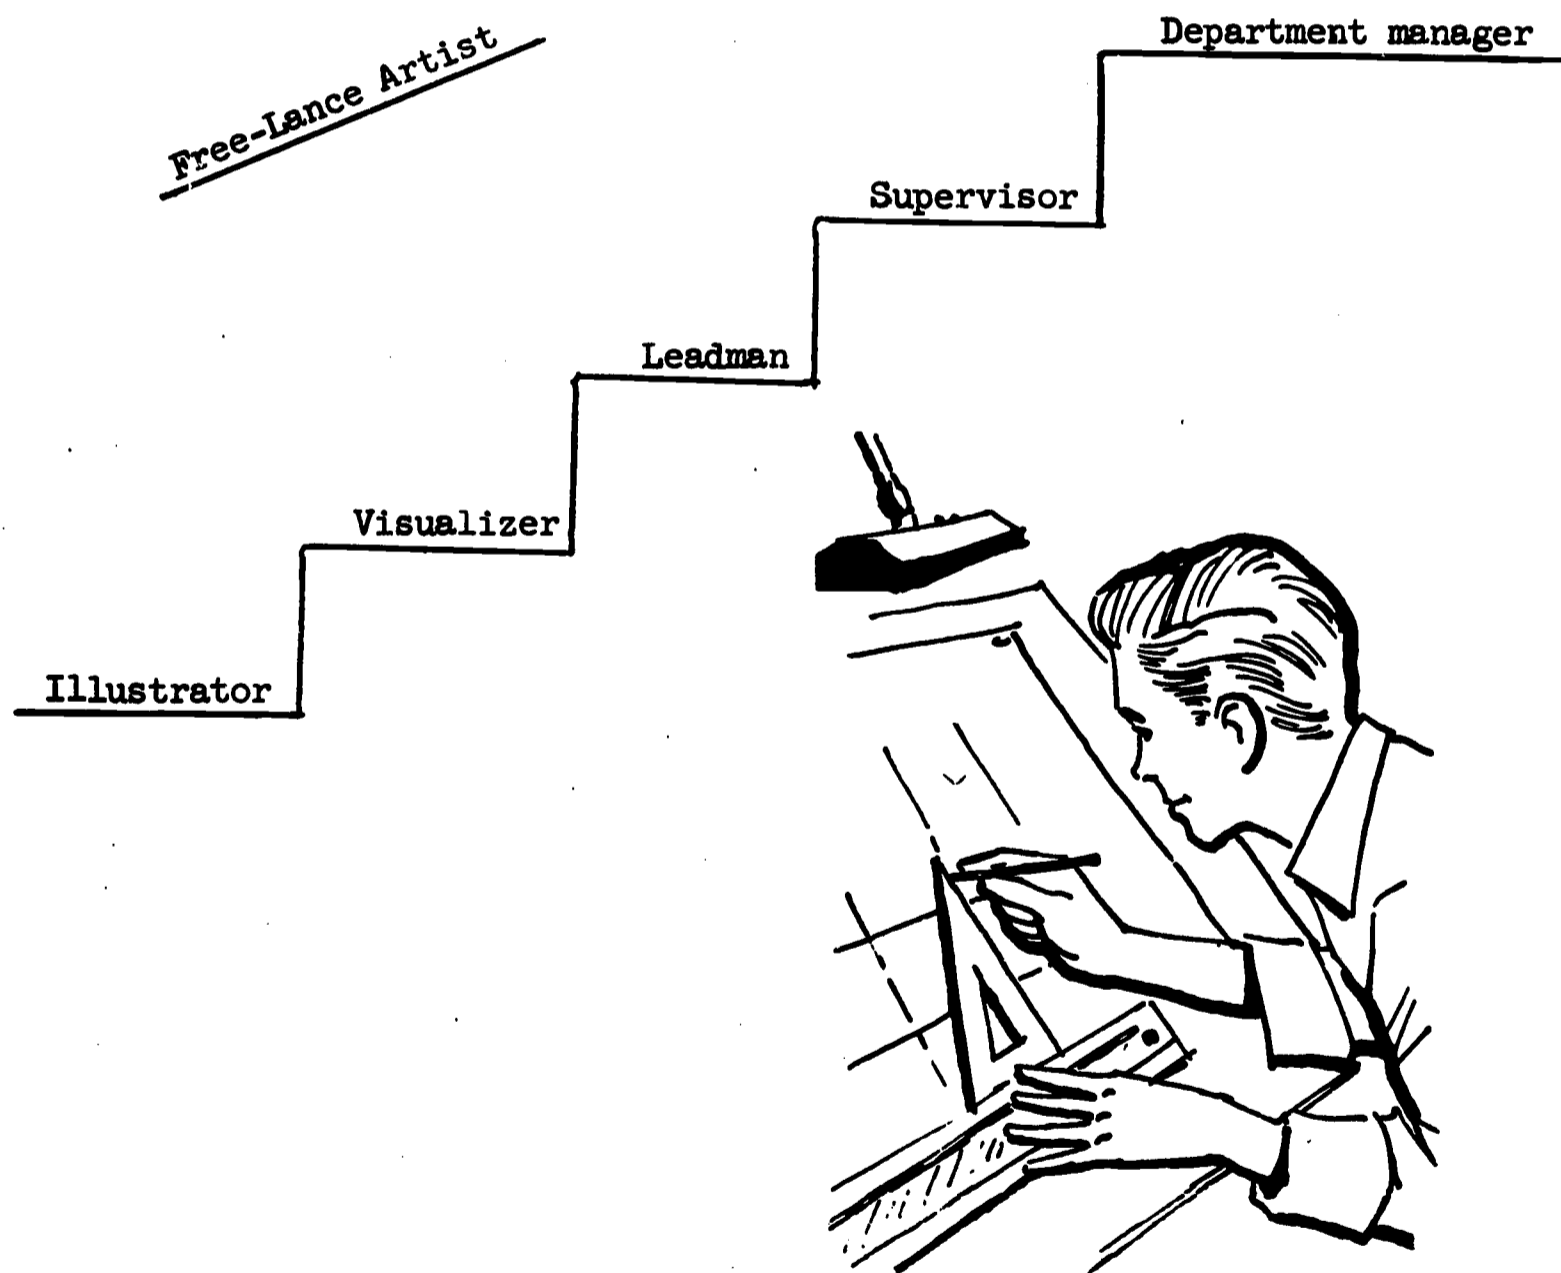 Free-Lance Artist
Department manager
Supervisor
Leadman
Visualizer
Illustrator